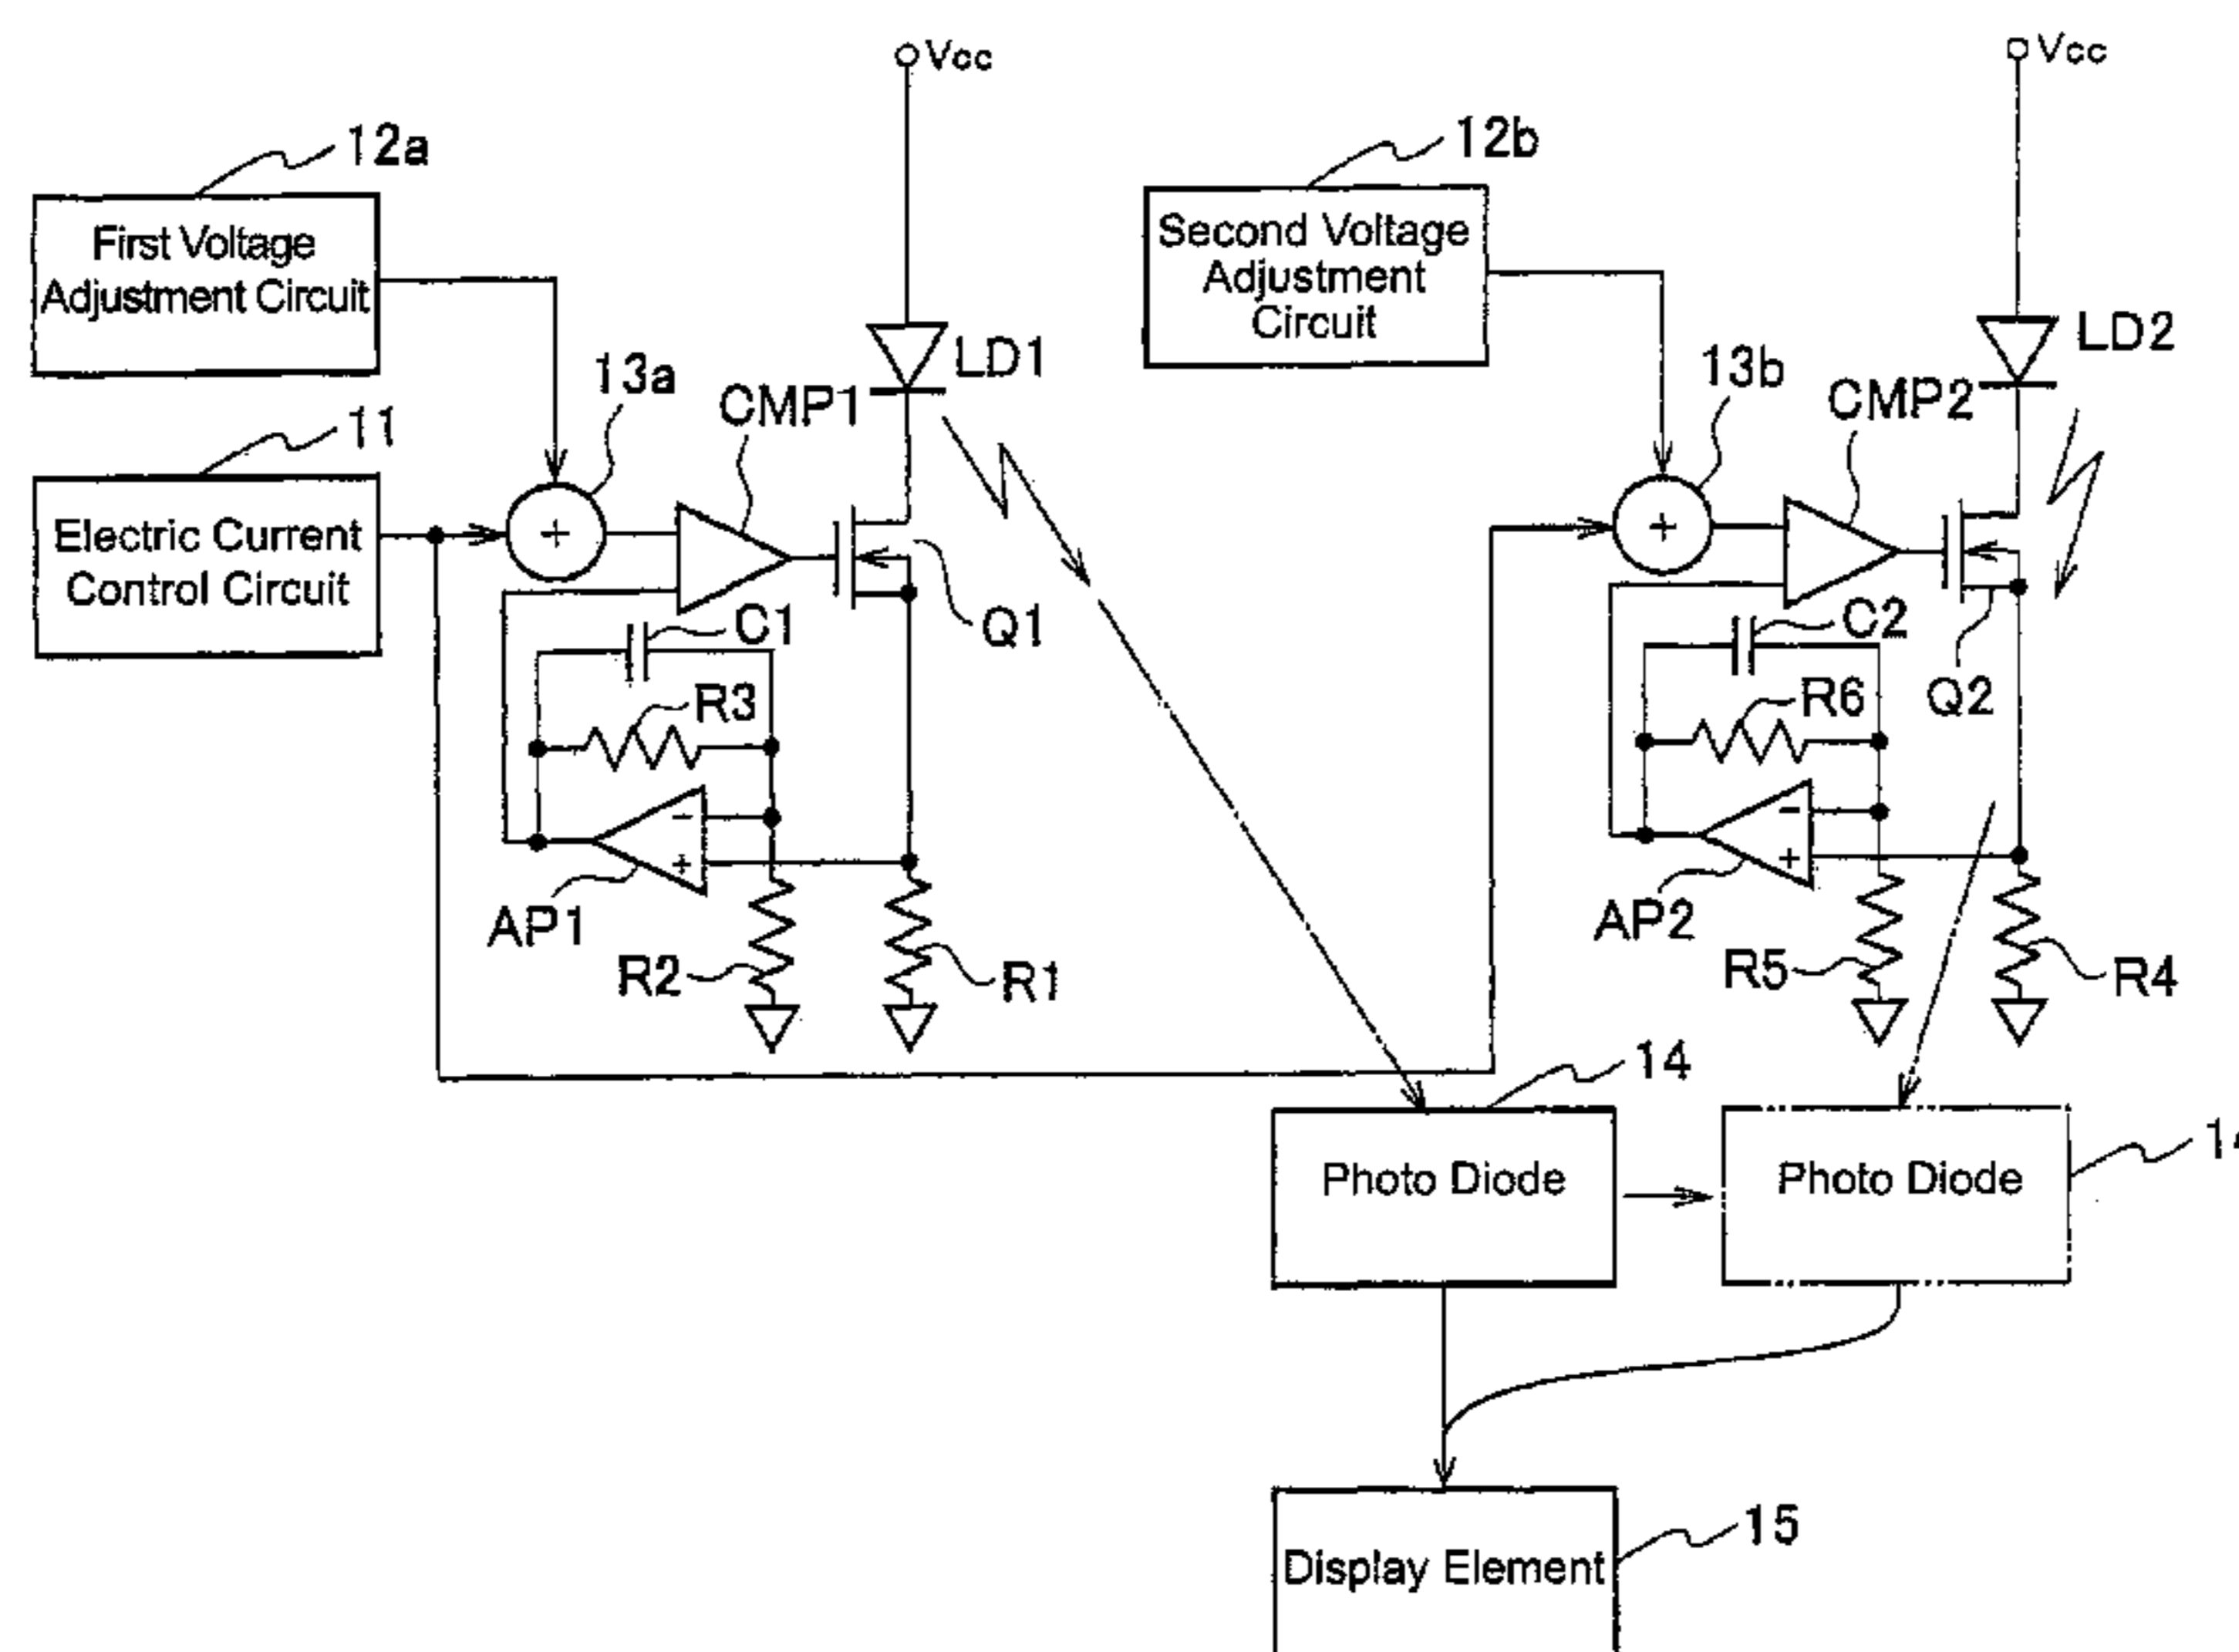 Vcc
Vcc
12a
12b
First Voltage
Adjustment Circuit
Second Voltage
Adjustment
Circuit
LD1
LD2
13a
13b
CMP1
CMP2
11
Electric Current
Control Circuit
+
+
C1
Q1
C2
R3
R6
Q2
-
+
-
+
AP1
AP2
R2
R1
R5
R4
14
Photo Diode
Photo Diode
15
Display Element